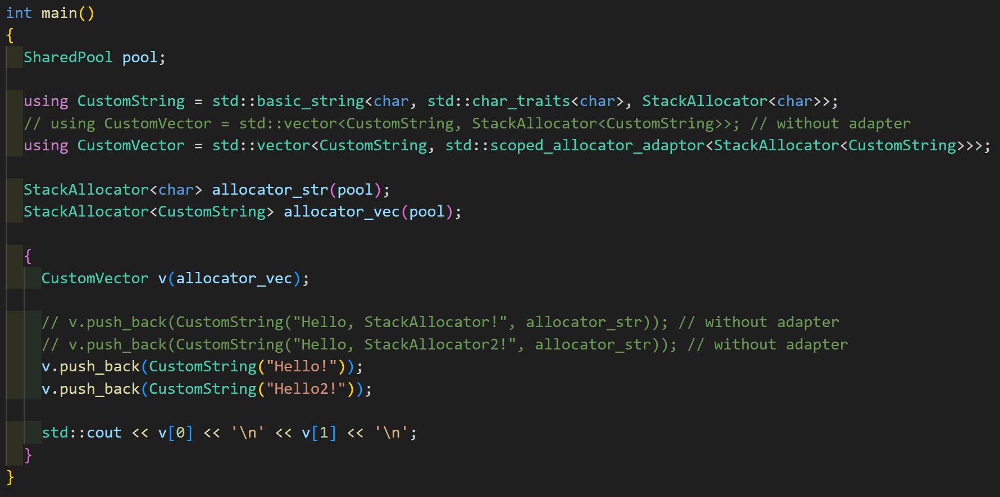 int main()
{
  SharedPool pool;

  using CustomString = std::basic_string<char, std::char_traits<char>, StackAllocator<char>>;
  // using CustomVector = std::vector<CustomString, StackAllocator<CustomString>>; // without adapter
  using CustomVector = std::vector<CustomString, std::scoped_allocator_adaptor<StackAllocator<CustomString>>>;

  StackAllocator<char> allocator_str(pool);
  StackAllocator<CustomString> allocator_vec(pool);

  {
    CustomVector v(allocator_vec);

    // v.push_back(CustomString("Hello, StackAllocator!", allocator_str)); // without adapter
    // v.push_back(CustomString("Hello, StackAllocator2!", allocator_str)); // without adapter
    v.push_back(CustomString("Hello!"));
    v.push_back(CustomString("Hello2!"));

    std::cout << v[0] << '\n' << v[1] << '\n';
  }
}